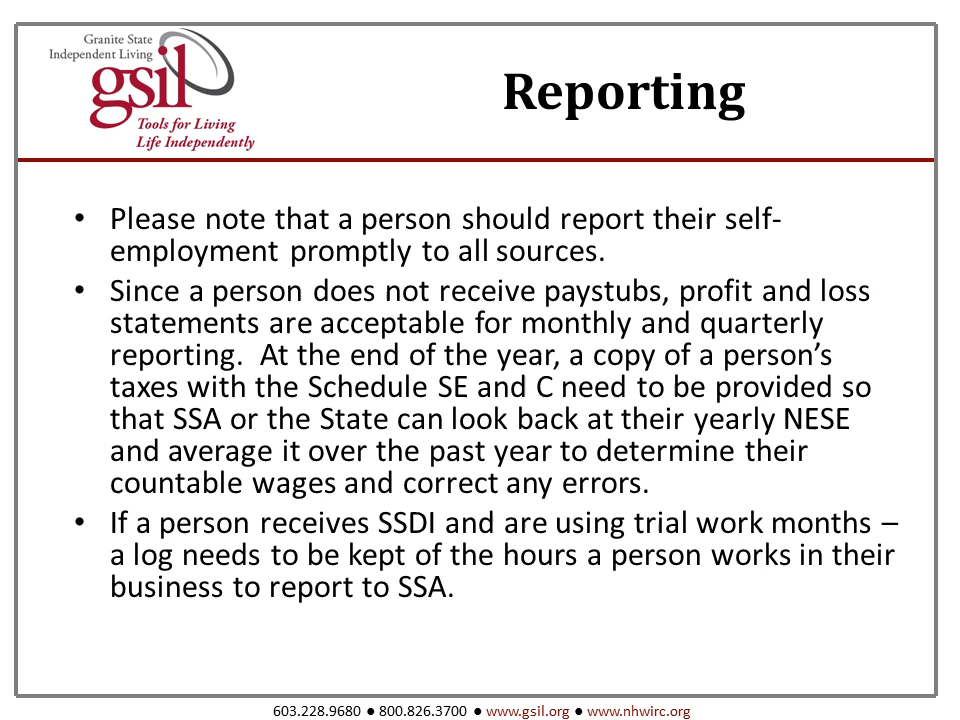 Granite State
Independent Living
gsil
Tools for Living
Life Independently
Reporting
• Please note that a person should report their self-
employment promptly to all sources.
• Since a person does not receive paystubs, profit and loss
statements are acceptable for monthly and quarterly
reporting.  At the end of the year, a copy of a person’s
taxes with the Schedule SE and C need to be provided so
that SSA or the State can look back at their yearly NESE
and average it over the past year to determine their
countable wages and correct any errors.
• If a person receives SSDI and are using trial work months –
a log needs to be kept of the hours a person works in their
business to report to SSA.
603.228.9680 ● 800.826.3700 ● www.gsil.org ● www.nhwirc.org